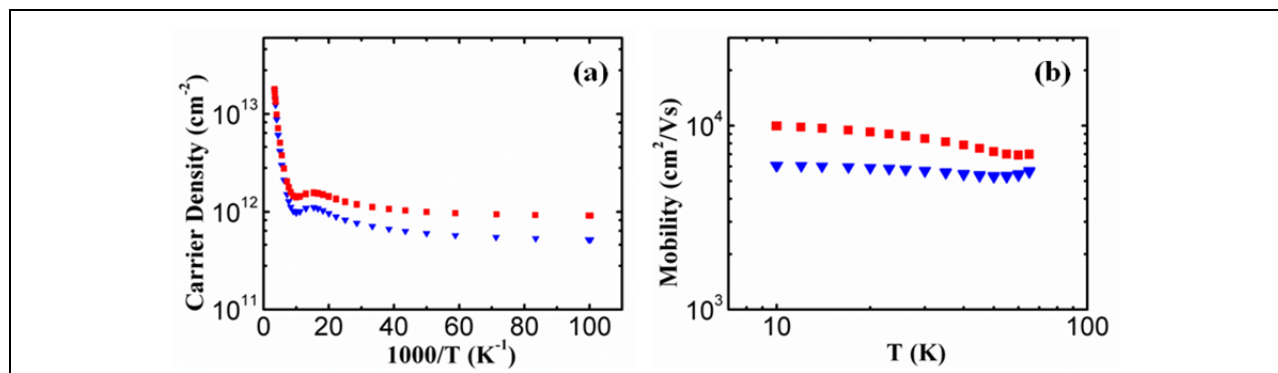 (a)
Carrier Density (cm⁻²)
10¹³
10¹²
10¹¹
0 20 40 60 80 100
1000/T (K⁻¹)
(b)
Mobility (cm²/Vs)
10⁴
10³
10 100
T (K)